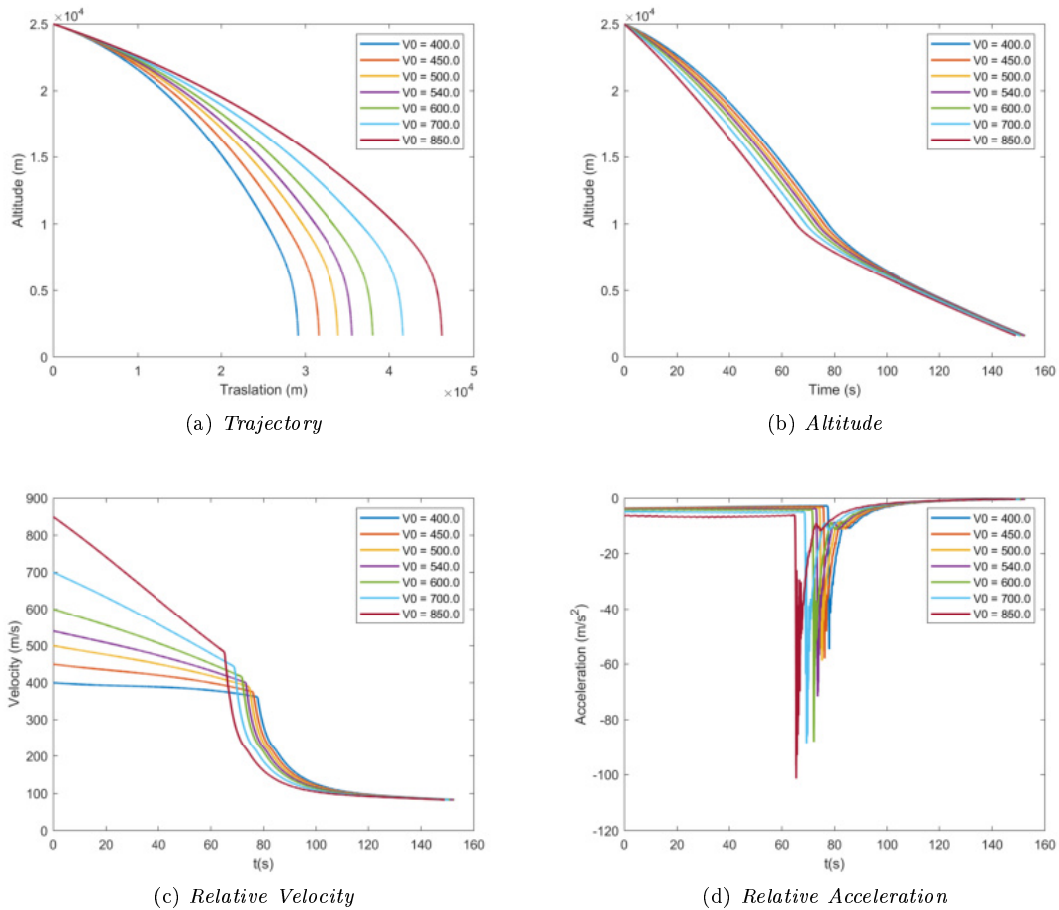 ×10⁴
2.5
2
1.5
1
0.5
0
Altitude (m)
V0 = 400.0
V0 = 450.0
V0 = 500.0
V0 = 540.0
V0 = 600.0
V0 = 700.0
V0 = 850.0
0 1 2 3 4 5
Traslation (m)
×10⁴
(a) Trajectory
×10⁴
2.5
2
1.5
1
0.5
0
Altitude (m)
V0 = 400.0
V0 = 450.0
V0 = 500.0
V0 = 540.0
V0 = 600.0
V0 = 700.0
V0 = 850.0
0 20 40 60 80 100 120 140 160
Time (s)
(b) Altitude
900
800
700
600
500
400
300
200
100
0
Velocity (m/s)
V0 = 400.0
V0 = 450.0
V0 = 500.0
V0 = 540.0
V0 = 600.0
V0 = 700.0
V0 = 850.0
0 20 40 60 80 100 120 140 160
t(s)
(c) Relative Velocity
0
-20
-40
-60
-80
-100
-120
Acceleration (m/s²)
V0 = 400.0
V0 = 450.0
V0 = 500.0
V0 = 540.0
V0 = 600.0
V0 = 700.0
V0 = 850.0
0 20 40 60 80 100 120 140 160
t(s)
(d) Relative Acceleration